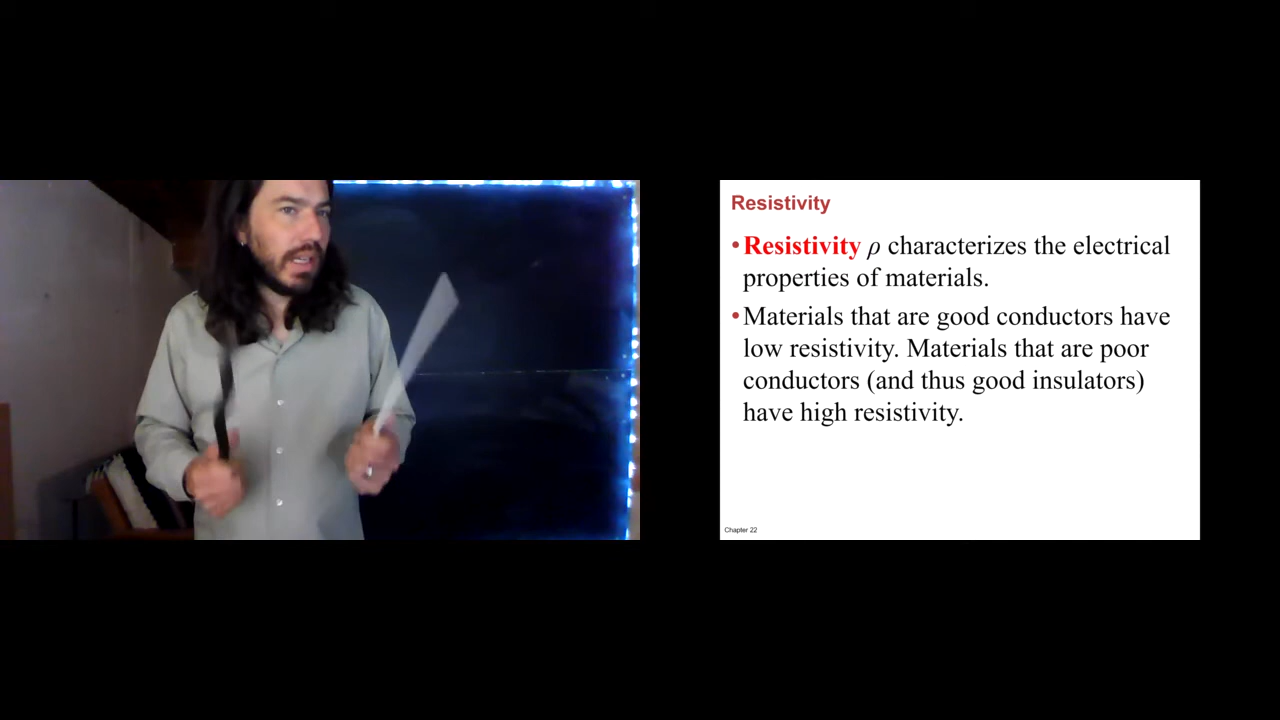 Resistivity
•Resistivity ρ characterizes the electrical
properties of materials.
•Materials that are good conductors have
low resistivity. Materials that are poor
conductors (and thus good insulators)
have high resistivity.
Chapter 22